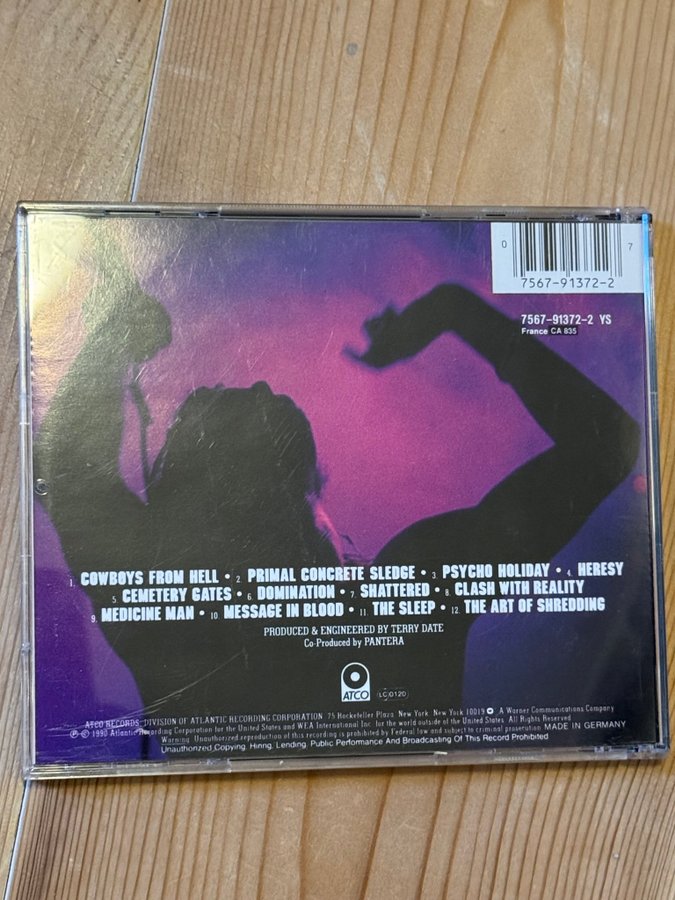 0 7
7567-91372-2
7567-91372-2 YS
France CA 835
1. COWBOYS FROM HELL • 2. PRIMAL CONCRETE SLEDGE • 3. PSYCHO HOLIDAY • 4. HERESY
5. CEMETERY GATES • 6. DOMINATION • 7. SHATTERED • 8. CLASH WITH REALITY
9. MEDICINE MAN • 10. MESSAGE IN BLOOD • 11. THE SLEEP • 12. THE ART OF SHREDDING
PRODUCED & ENGINEERED BY TERRY DATE
Co-Produced by PANTERA
ATCO
LC 0120
ATCO RECORDS, DIVISION OF ATLANTIC RECORDING CORPORATION 75 Rockefeller Plaza, New York, New York 10019 A Warner Communications Company
℗ © 1990 Atlantic Recording Corporation for the United States and WEA International Inc. for the world outside of the United States. All Rights Reserved
Warning: Unauthorized reproduction of this recording is prohibited by Federal law and subject to criminal prosecution. MADE IN GERMANY
Unauthorized Copying, Hiring, Lending, Public Performance And Broadcasting Of This Record Prohibited